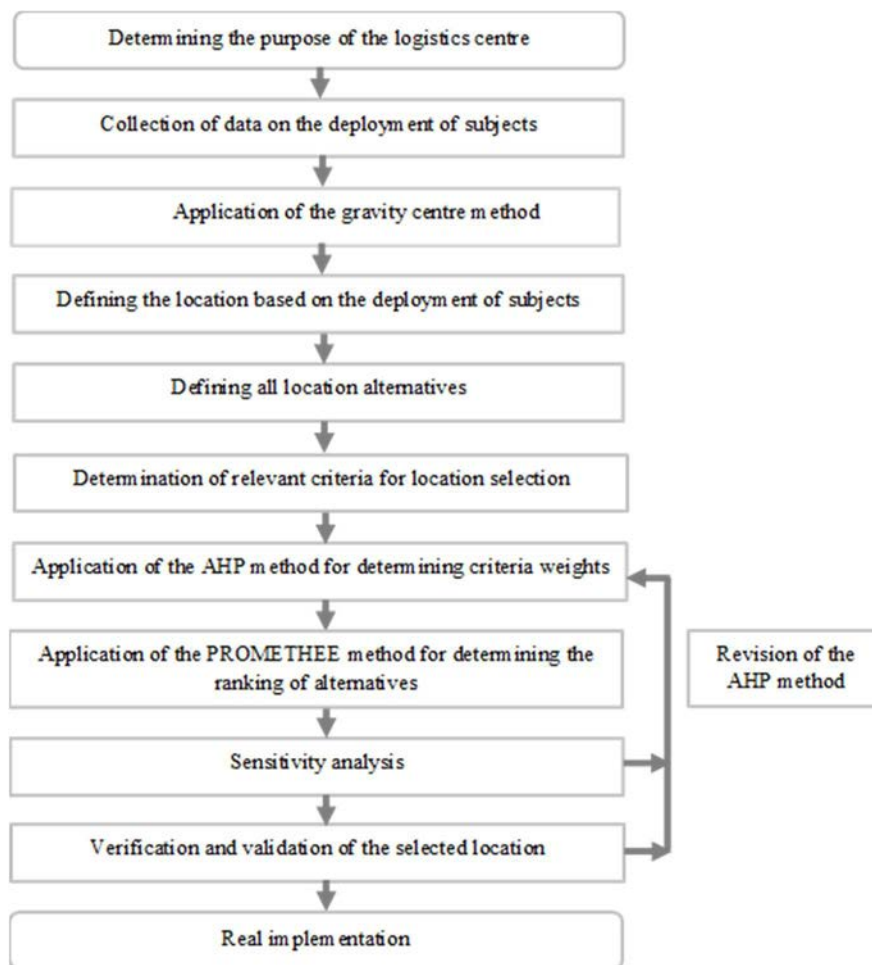 Determining the purpose of the logistics centre
Collection of data on the deployment of subjects
Application of the gravity centre method
Defining the location based on the deployment of subjects
Defining all location alternatives
Determination of relevant criteria for location selection
Application of the AHP method for determining criteria weights
Application of the PROMETHEE method for determining the
ranking of alternatives
Revision of the
AHP method
Sensitivity analysis
Verification and validation of the selected location
Real implementation